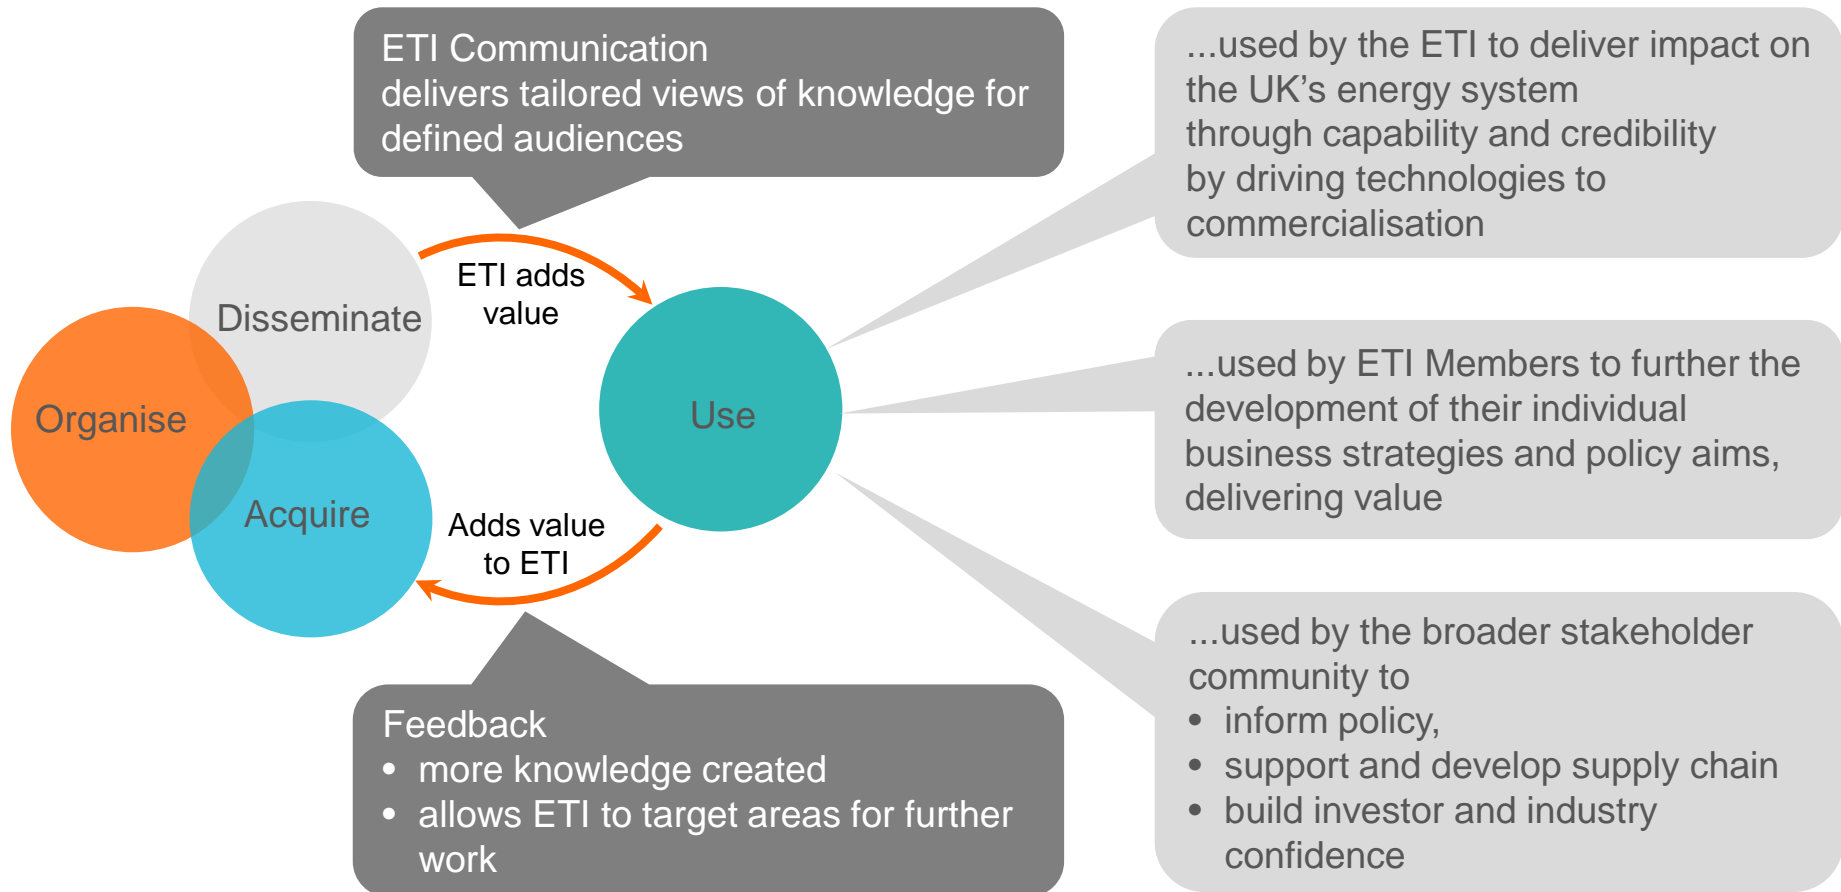 ETI Communication
delivers tailored views of knowledge for
defined audiences
...used by the ETI to deliver impact on
the UK's energy system
through capability and credibility
by driving technologies to
commercialisation
ETI adds
value
Disseminate
Organise
Acquire
Use
Adds value
to ETI
...used by ETI Members to further the
development of their individual
business strategies and policy aims,
delivering value
Feedback
• more knowledge created
• allows ETI to target areas for further
work
...used by the broader stakeholder
community to
• inform policy,
• support and develop supply chain
• build investor and industry
confidence